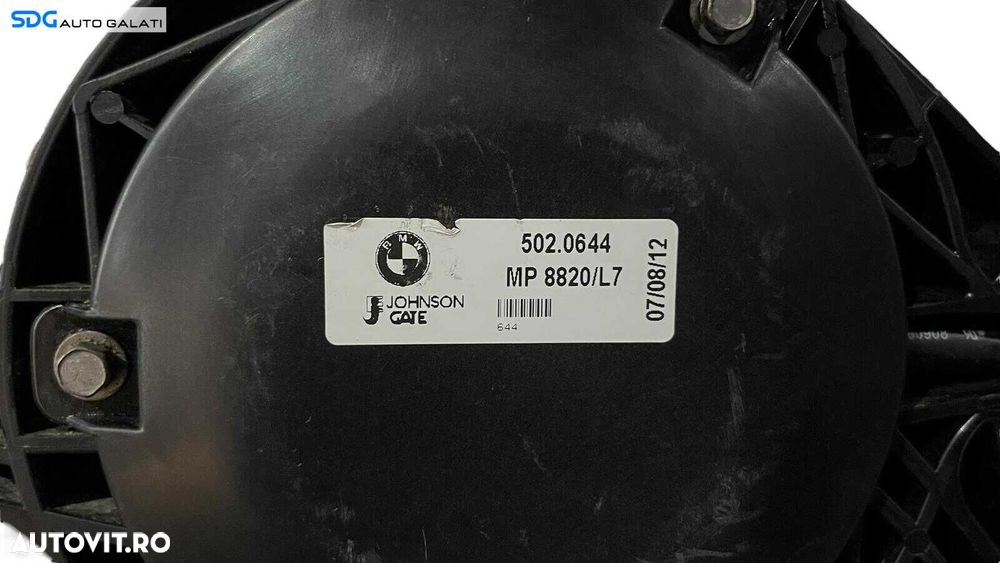 SDG AUTO GALATI
BMW
502.0644
MP 8820/L7
07/08/12
JOHNSON
GATE
644
AUTOVIT.RO